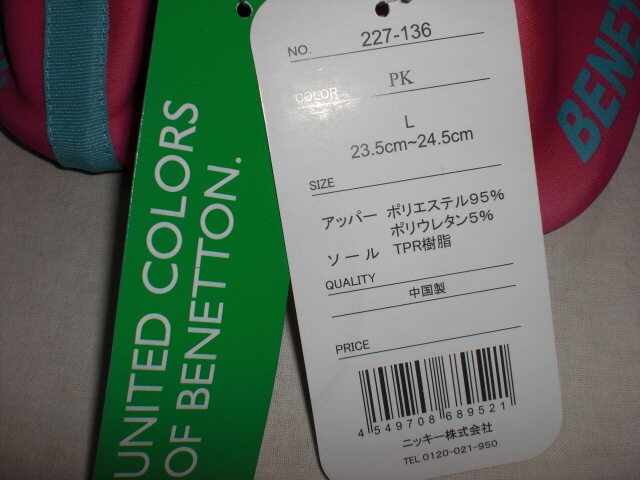 UNITED COLORS
OF BENETTON.
NO. 227-136
COLOR PK
L
23.5cm~24.5cm
SIZE
アッパー ポリエステル95%
ポリウレタン5%
ソール TPR樹脂
QUALITY
中国製
PRICE
4 549708 689521
ニッキー株式会社
TEL 0120-021-950
BENE